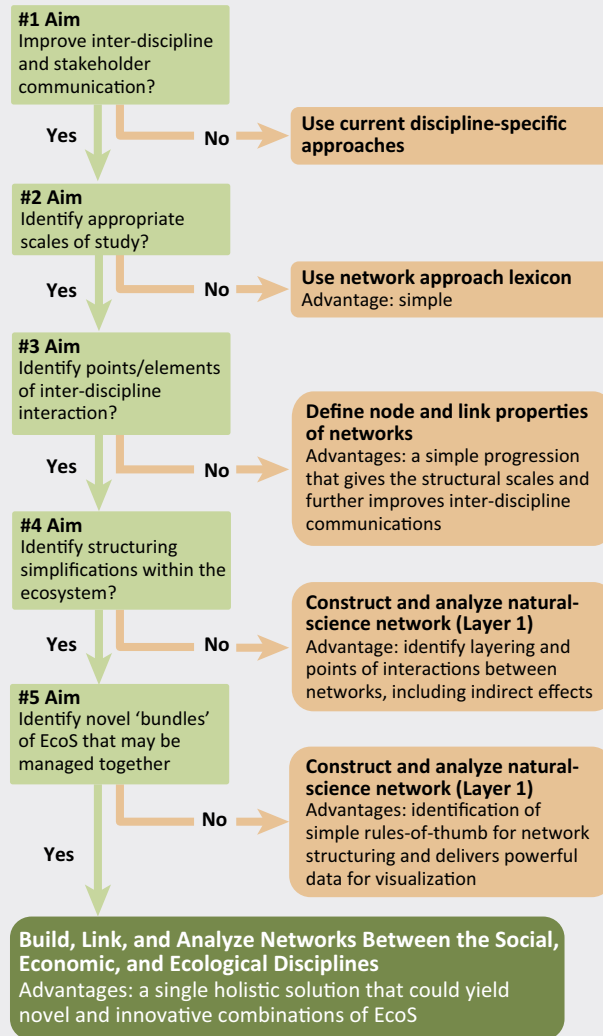 #1 Aim
Improve inter-discipline
and stakeholder
communication?
Yes
No
Use current discipline-specific
approaches
#2 Aim
Identify appropriate
scales of study?
Yes
No
Use network approach lexicon
Advantage: simple
#3 Aim
Identify points/elements
of inter-discipline
interaction?
Yes
No
Define node and link properties
of networks
Advantages: a simple progression
that gives the structural scales and
further improves inter-discipline
communications
#4 Aim
Identify structuring
simplifications within the
ecosystem?
Yes
No
Construct and analyze natural-
science network (Layer 1)
Advantage: identify layering and
points of interactions between
networks, including indirect effects
#5 Aim
Identify novel ‘bundles’
of EcoS that may be
managed together
Yes
No
Construct and analyze natural-
science network (Layer 1)
Advantages: identification of
simple rules-of-thumb for network
structuring and delivers powerful
data for visualization
Build, Link, and Analyze Networks Between the Social,
Economic, and Ecological Disciplines
Advantages: a single holistic solution that could yield
novel and innovative combinations of EcoS